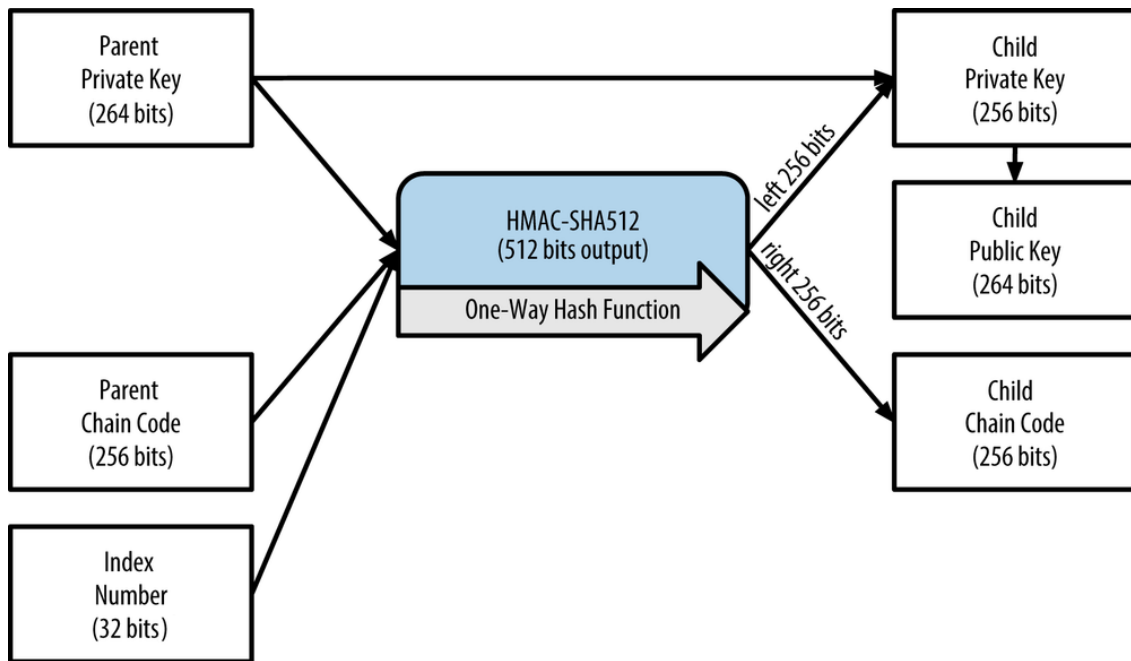 Parent
Private Key
(264 bits)
Parent
Chain Code
(256 bits)
Index
Number
(32 bits)
HMAC-SHA512
(512 bits output)
One-Way Hash Function
left 256 bits
right 256 bits
Child
Private Key
(256 bits)
Child
Public Key
(264 bits)
Child
Chain Code
(256 bits)